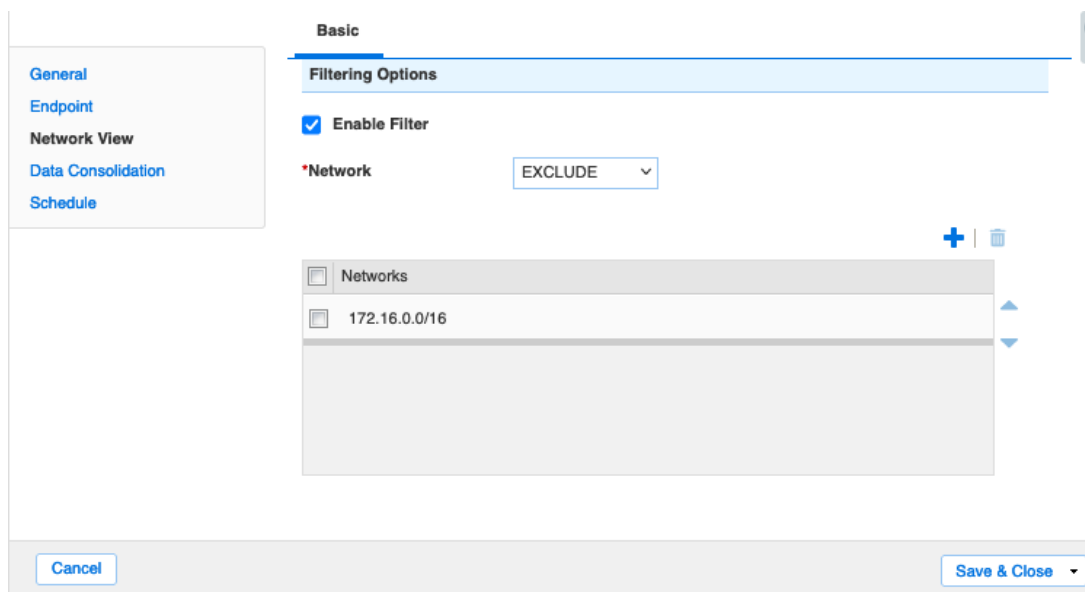 Basic
General
Endpoint
Network View
Data Consolidation
Schedule
Filtering Options
Enable Filter
*Network
EXCLUDE
Networks
172.16.0.0/16
Cancel
Save & Close